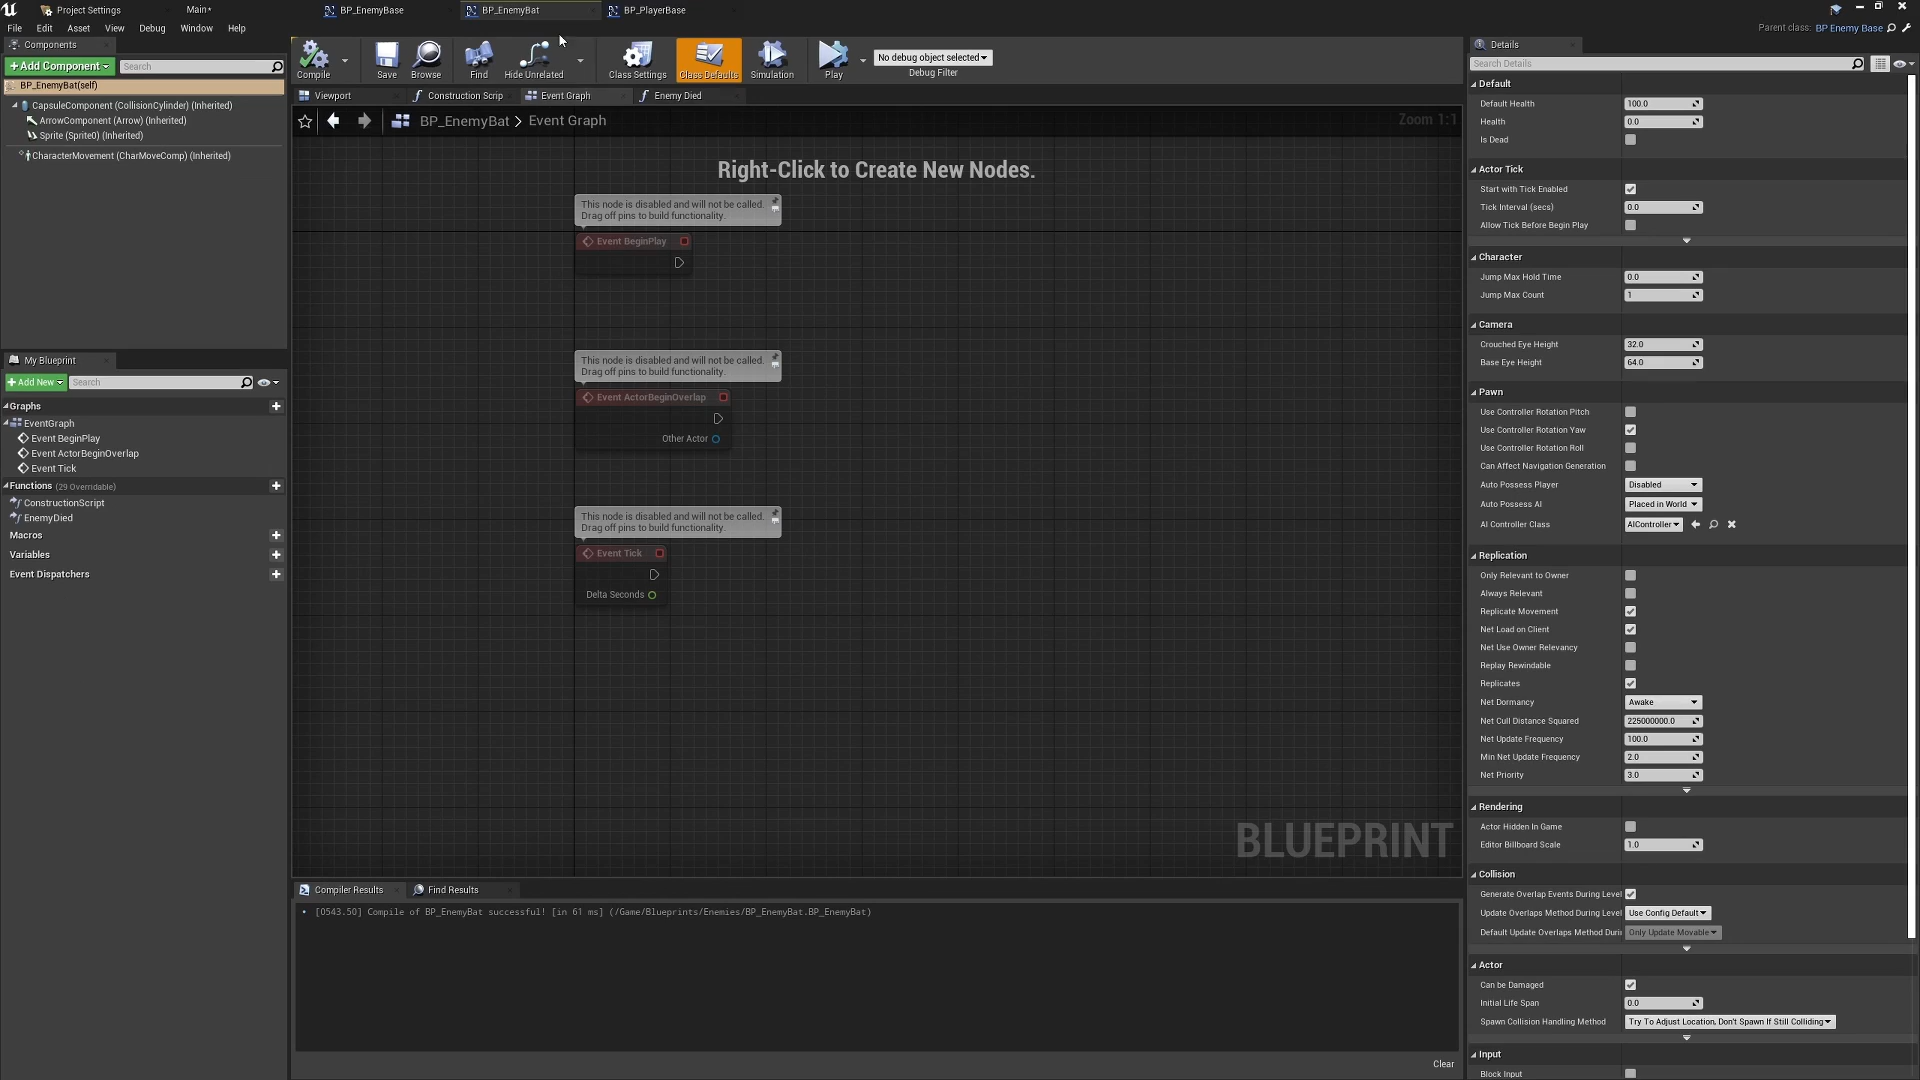 Project Settings
Main*
BP_EnemyBase
BP_EnemyBat
BP_PlayerBase
File Edit Asset View Window Debug Window Help
Parent class: BP Enemy Base
Components
+Add Component
Search
BP_EnemyBat(self)
CapsuleComponent (CollisionCylinder) (Inherited)
ArrowComponent (Arrow) (Inherited)
Sprite (Sprite0) (Inherited)
CharacterMovement (CharMoveComp) (Inherited)
My Blueprint
+Add New
Search
Graphs
EventGraph
Event BeginPlay
Event ActorBeginOverlap
Event Tick
Functions (29 Overridable)
ConstructionScript
EnemyDied
Macros
Variables
Event Dispatchers
Compile
Save
Browse
Find
Hide Unrelated
Class Settings
Class Defaults
Simulation
Play
No debug object selected
Debug Filter
Viewport
Construction Scrip
Event Graph
Enemy Died
BP_EnemyBat > Event Graph
Zoom 1:1
Right-Click to Create New Nodes.
This node is disabled and will not be called.
Drag off pins to build functionality.
Event BeginPlay
This node is disabled and will not be called.
Drag off pins to build functionality.
Event ActorBeginOverlap
Other Actor
This node is disabled and will not be called.
Drag off pins to build functionality.
Event Tick
Delta Seconds
BLUEPRINT
Compiler Results
Find Results
[0543.50] Compile of BP_EnemyBat successful! [in 61 ms] (/Game/Blueprints/Enemies/BP_EnemyBat.BP_EnemyBat)
Clear
Details
Search Details
Default
Default Health 100.0
Health 0.0
Is Dead
Actor Tick
Start with Tick Enabled
Tick Interval (secs) 0.0
Allow Tick Before Begin Play
Character
Jump Max Hold Time 0.0
Jump Max Count 1
Camera
Crouched Eye Height 32.0
Base Eye Height 64.0
Pawn
Use Controller Rotation Pitch
Use Controller Rotation Yaw
Use Controller Rotation Roll
Can Affect Navigation Generation
Auto Possess Player Disabled
Auto Possess AI Placed in World
AI Controller Class AIController
Replication
Only Relevant to Owner
Always Relevant
Replicate Movement
Net Load on Client
Net Use Owner Relevancy
Replay Rewindable
Replicates
Net Dormancy Awake
Net Cull Distance Squared 225000000.0
Net Update Frequency 100.0
Min Net Update Frequency 2.0
Net Priority 3.0
Rendering
Actor Hidden In Game
Editor Billboard Scale 1.0
Collision
Generate Overlap Events During Level
Update Overlaps Method During Level Use Config Default
Default Update Overlaps Method Duri Only Update Movable
Actor
Can be Damaged
Initial Life Span 0.0
Spawn Collision Handling Method Try To Adjust Location, Don't Spawn If Still Colliding
Input
Block Input